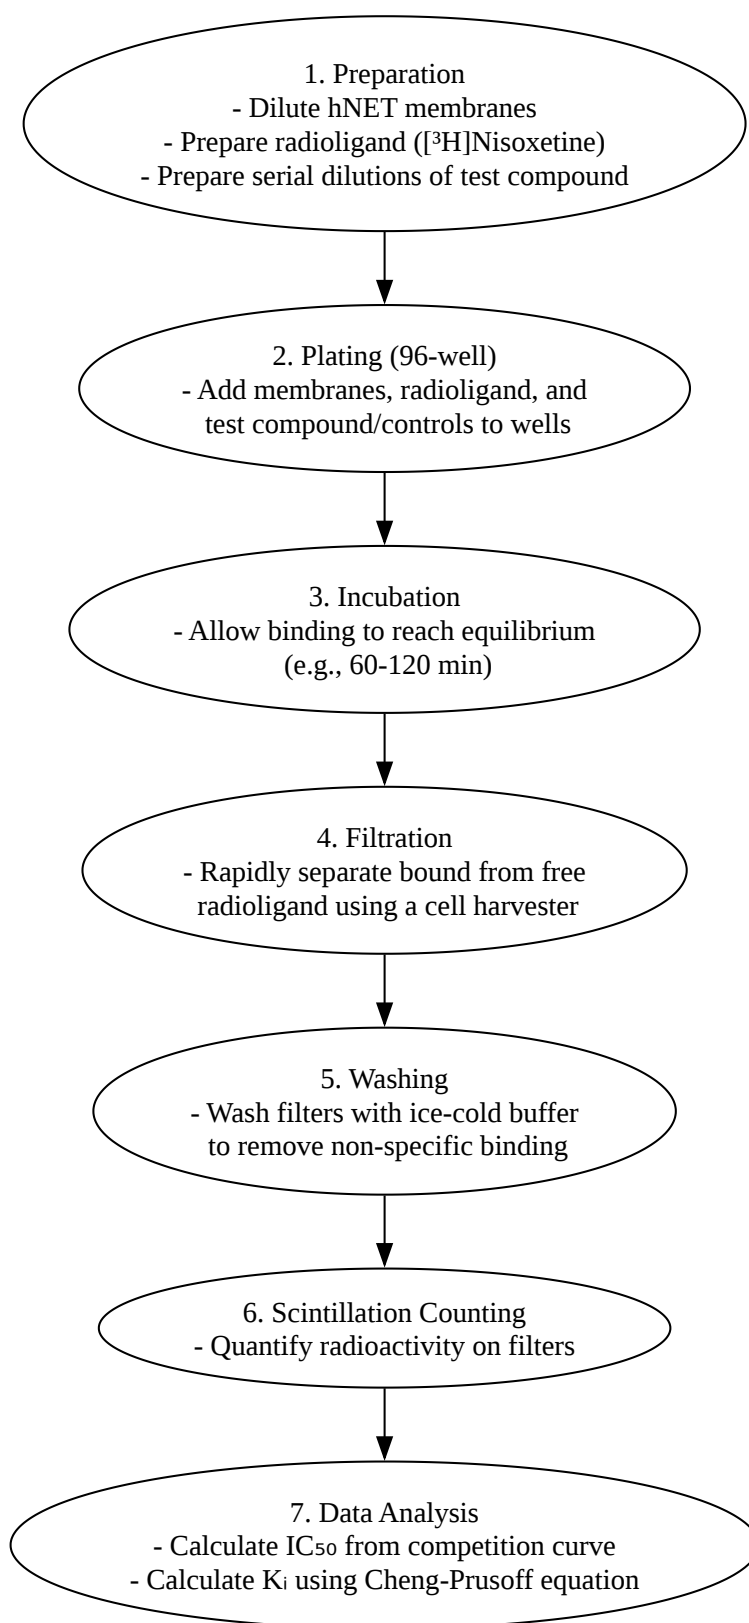 1. Preparation
- Dilute hNET membranes
- Prepare radioligand ([³H]Nisoxetine)
- Prepare serial dilutions of test compound
2. Plating (96-well)
- Add membranes, radioligand, and
test compound/controls to wells
3. Incubation
- Allow binding to reach equilibrium
(e.g., 60-120 min)
4. Filtration
- Rapidly separate bound from free
radioligand using a cell harvester
5. Washing
- Wash filters with ice-cold buffer
to remove non-specific binding
6. Scintillation Counting
- Quantify radioactivity on filters
7. Data Analysis
- Calculate IC₅₀ from competition curve
- Calculate Kᵢ using Cheng-Prusoff equation